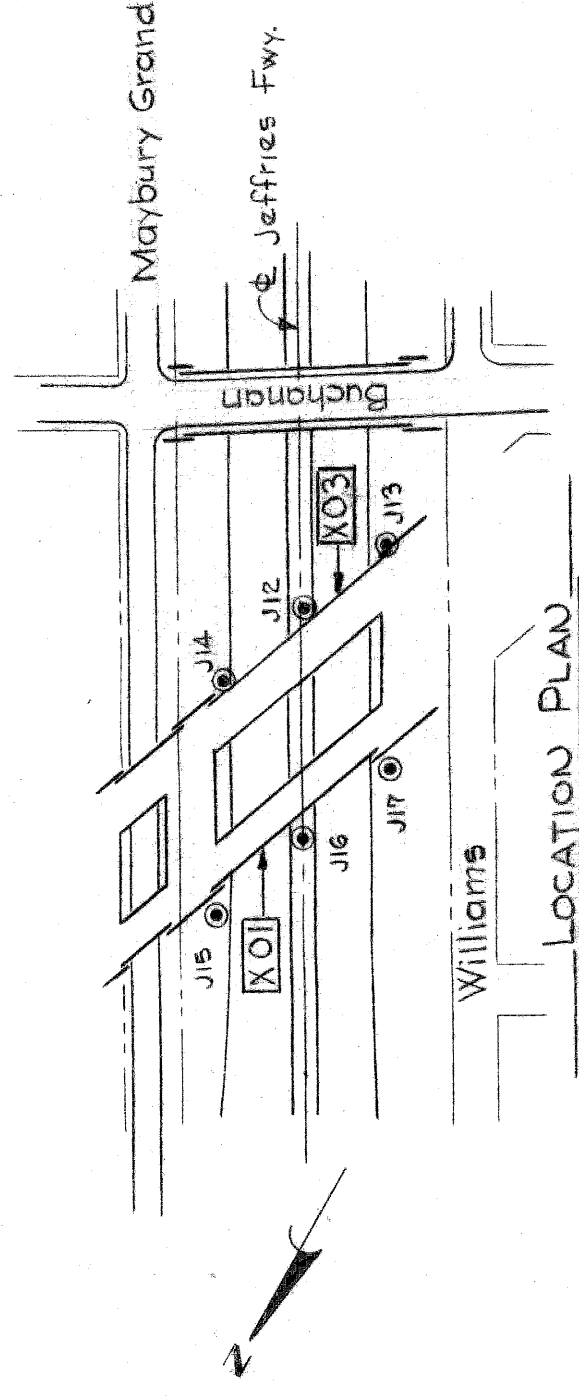 Maybury Grand
℄ Jeffries Fwy.
Buchanan
X03
J13
J12
J14
J17
J16
X01
J15
Williams
LOCATION PLAN
N